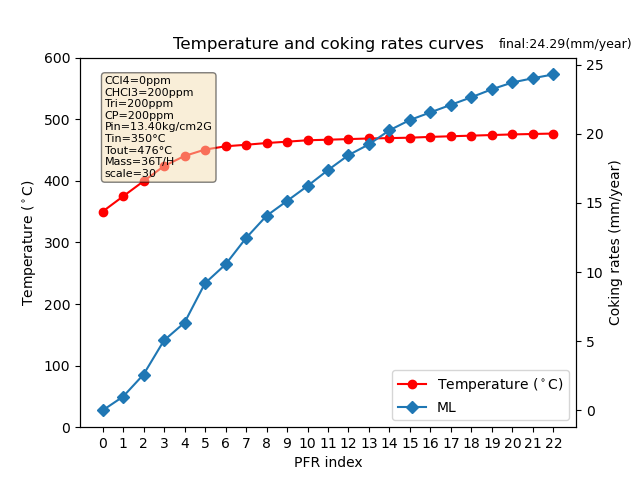 Temperature and coking rates curves
final:24.29(mm/year)
CCl4=0ppm
CHCl3=200ppm
Tri=200ppm
CP=200ppm
Pin=13.40kg/cm2G
Tin=350°C
Tout=476°C
Mass=36T/H
scale=30
600
500
400
300
200
100
0
Temperature (°C)
25
20
15
10
5
0
Coking rates (mm/year)
Temperature (°C)
ML
0 1 2 3 4 5 6 7 8 9 10 11 12 13 14 15 16 17 18 19 20 21 22
PFR index